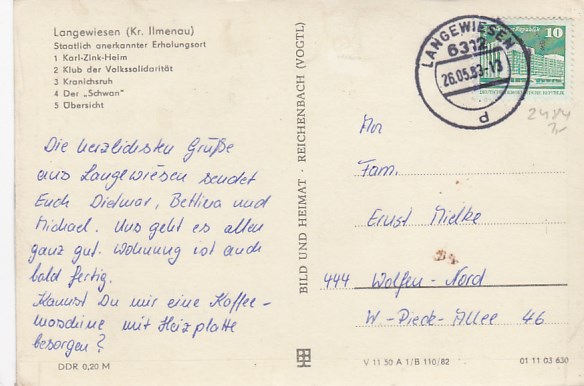 Langewiesen (Kr. Ilmenau)
Staatlich anerkannter Erholungsort
1 Karl-Zink-Heim
2 Klub der Volkssolidarität
3 Kranichsruh
4 Der „Schwan"
5 Übersicht
Die herzlichsten Grüße
aus Langewiesen sendet
Euch Dietmar, Bettina und
Michael. Uns geht es allen
ganz gut. Wohnung ist auch
bald fertig.
Kannst Du mir eine Kaffee-
maschine mit Heizplatte
besorgen?
DDR 0,20 M
BILD UND HEIMAT · REICHENBACH (VOGTL)
LANGEWIESEN
6312
26.05.83-13
d
10
An
Fam.
Ernst Mielke
444 Wolfen-Nord
W.-Pieck-Allee 46
V 11 50 A 1/B 110/82
01 11 03 630